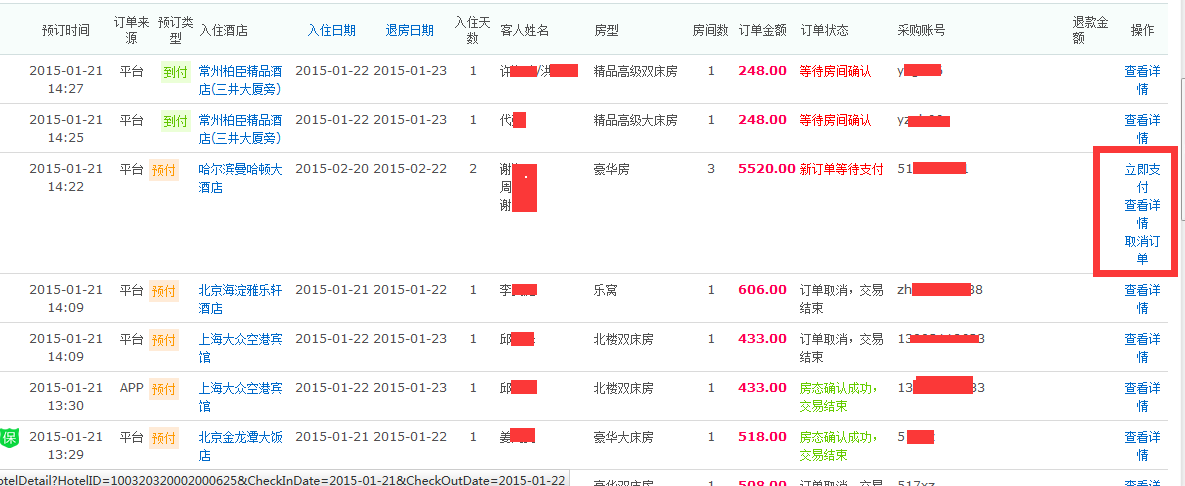 预订时间 订单来源 预订类型 入住酒店 入住日期 退房日期 入住天数 客人姓名 房型 房间数 订单金额 订单状态 采购账号 退款金额 操作
2015-01-21 平台 到付 常州柏臣精品酒 2015-01-22 2015-01-23 1 许 /洪 精品高级双床房 1 248.00 等待房间确认 y 查看详
14:27 店(三井大厦旁) 情
2015-01-21 平台 到付 常州柏臣精品酒 2015-01-22 2015-01-23 1 代 精品高级大床房 1 248.00 等待房间确认 yz 查看详
14:25 店(三井大厦旁) 情
2015-01-21 平台 预付 哈尔滨曼哈顿大 2015-02-20 2015-02-22 2 谢 豪华房 3 5520.00 新订单等待支付 51 1 立即支
14:22 酒店 周 付
谢 查看详
情
取消订
单
2015-01-21 平台 预付 北京海淀雅乐轩 2015-01-21 2015-01-22 1 李 乐窝 1 606.00 订单取消，交易 zh 38 查看详
14:09 酒店 结束 情
2015-01-21 平台 预付 上海大众空港宾 2015-01-22 2015-01-23 1 邱 北楼双床房 1 433.00 订单取消，交易 13 查看详
14:09 馆 结束 情
2015-01-21 APP 预付 上海大众空港宾 2015-01-22 2015-01-23 1 邱 北楼双床房 1 433.00 房态确认成功， 13 33 查看详
13:30 馆 交易结束 情
保 2015-01-21 平台 预付 北京金龙潭大饭 2015-01-21 2015-01-22 1 姜 豪华大床房 1 518.00 房态确认成功， 5 查看详
13:29 店 交易结束 情
otelDetail?HotelID=100320320002000625&CheckInDate=2015-01-21&CheckOutDate=2015-01-22 豪华双床房 1 508.00 517xz 查看详